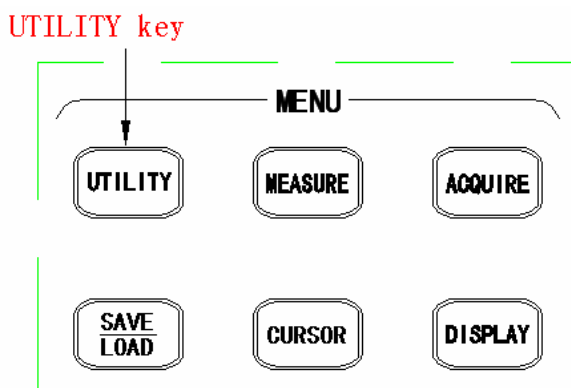 UTILITY key
MENU
UTILITY MEASURE ACQUIRE
SAVE CURSOR DISPLAY
LOAD